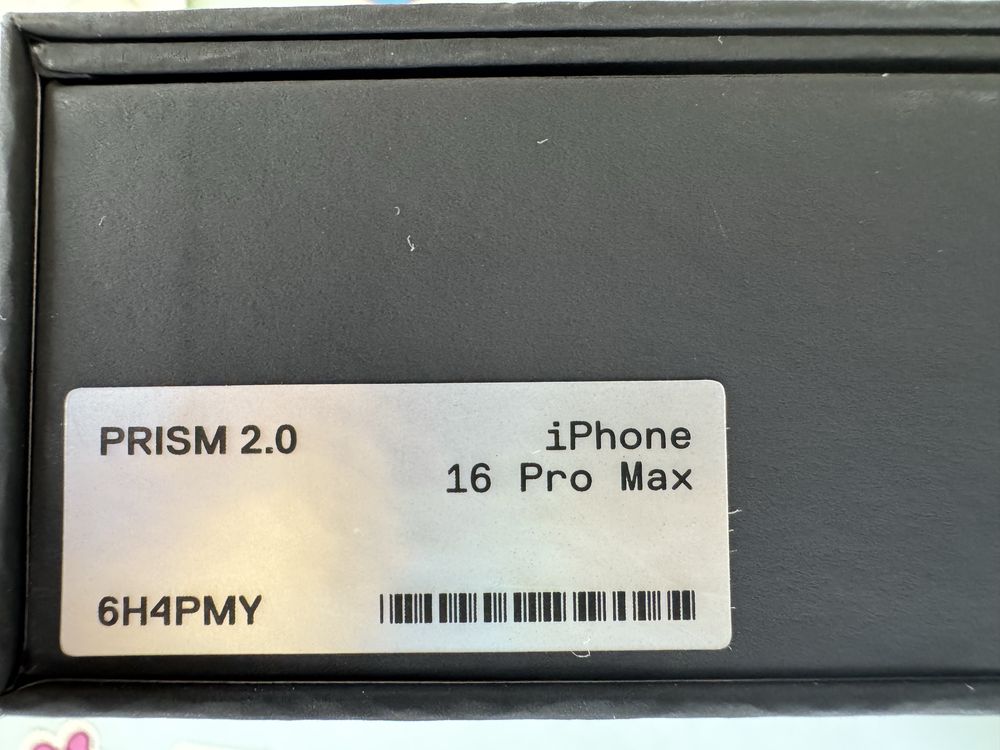 PRISM 2.0
iPhone
16 Pro Max
6H4PMY